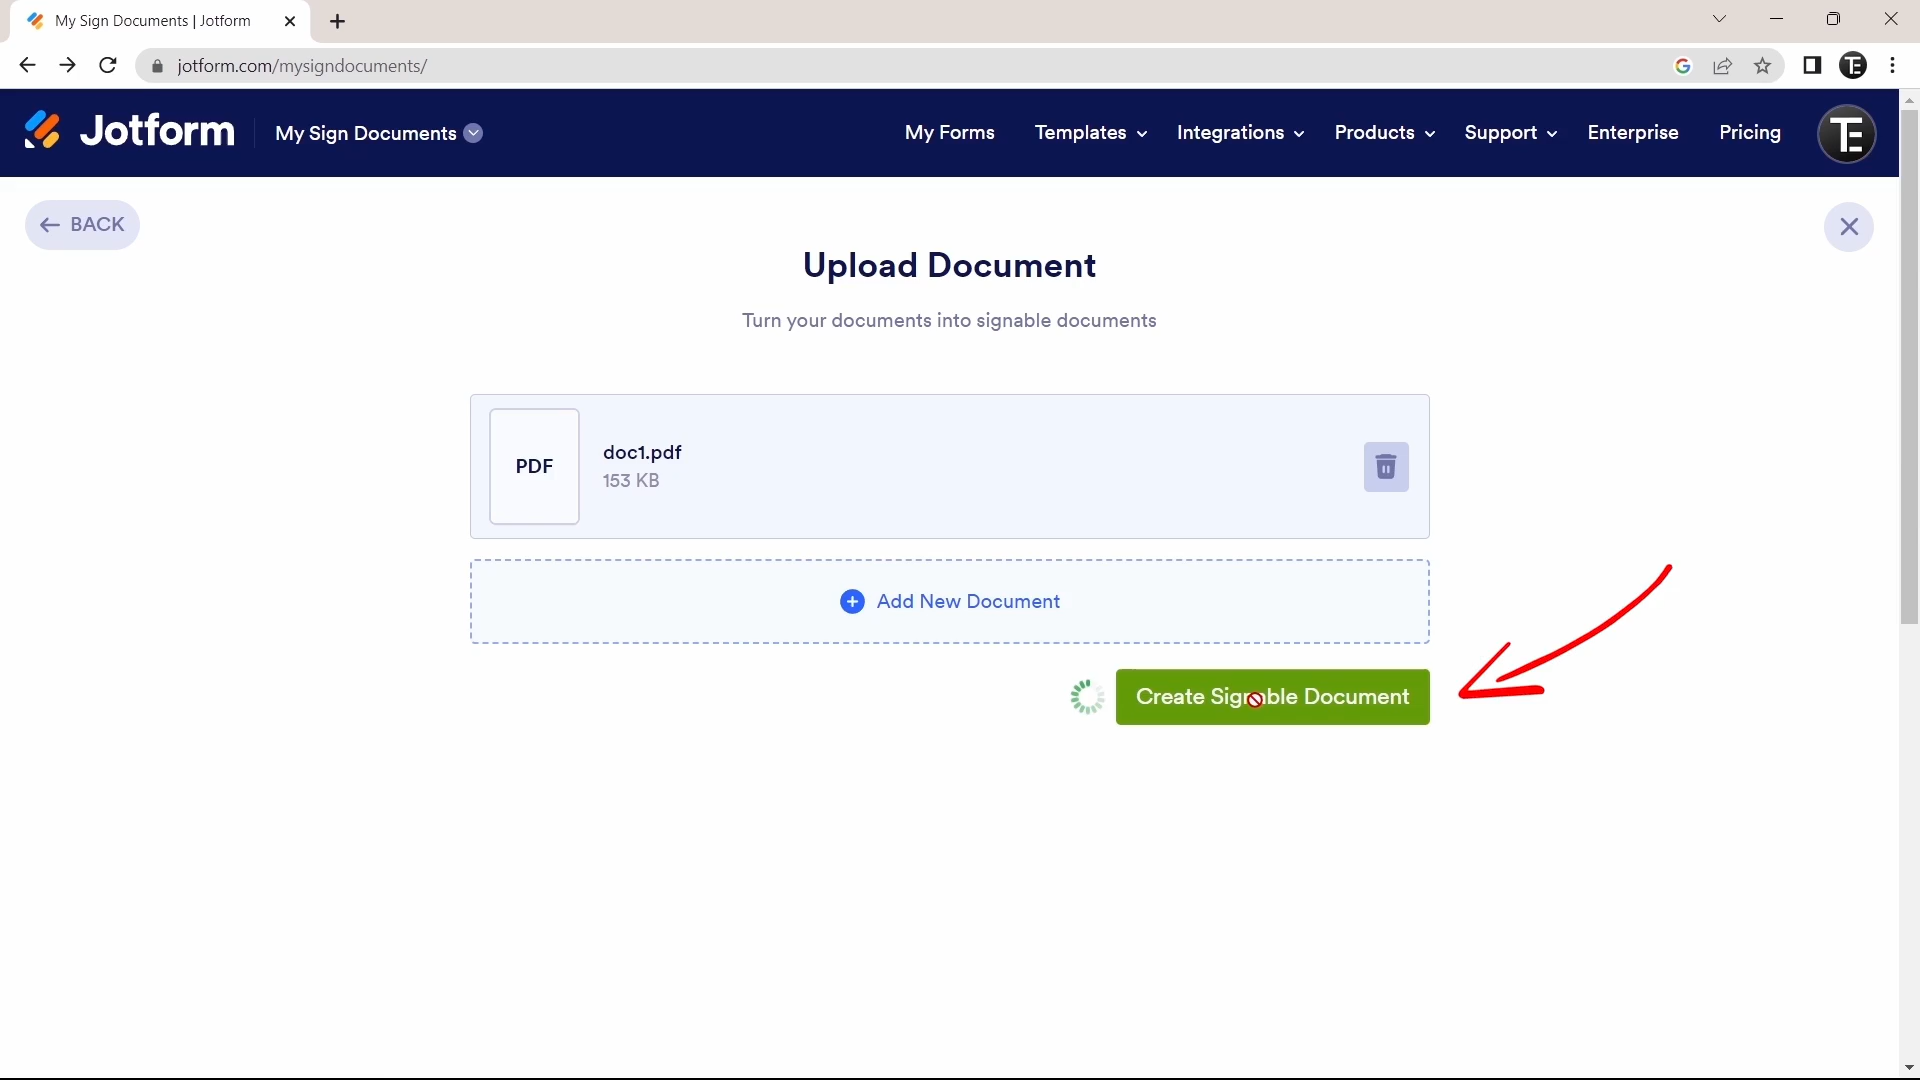 My Sign Documents | Jotform
jotform.com/mysigndocuments/
Jotform
My Sign Documents
My Forms
Templates
Integrations
Products
Support
Enterprise
Pricing
TE
BACK
Upload Document
Turn your documents into signable documents
PDF
doc1.pdf
153 KB
Add New Document
Create Signable Document